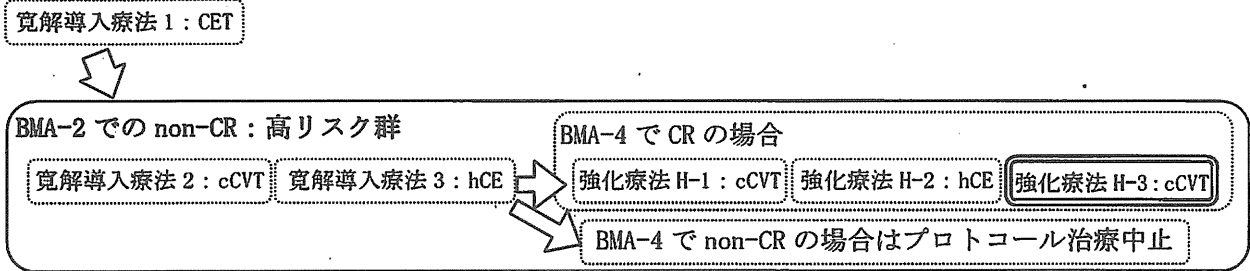 寛解導入療法1:CET
BMA-2 での non-CR:高リスク群
BMA-4 で CR の場合
寛解導入療法2:cCVT
寛解導入療法3:hCE
強化療法 H-1:cCVT
強化療法 H-2:hCE
強化療法 H-3:cCVT
BMA-4 で non-CR の場合はプロトコール治療中止